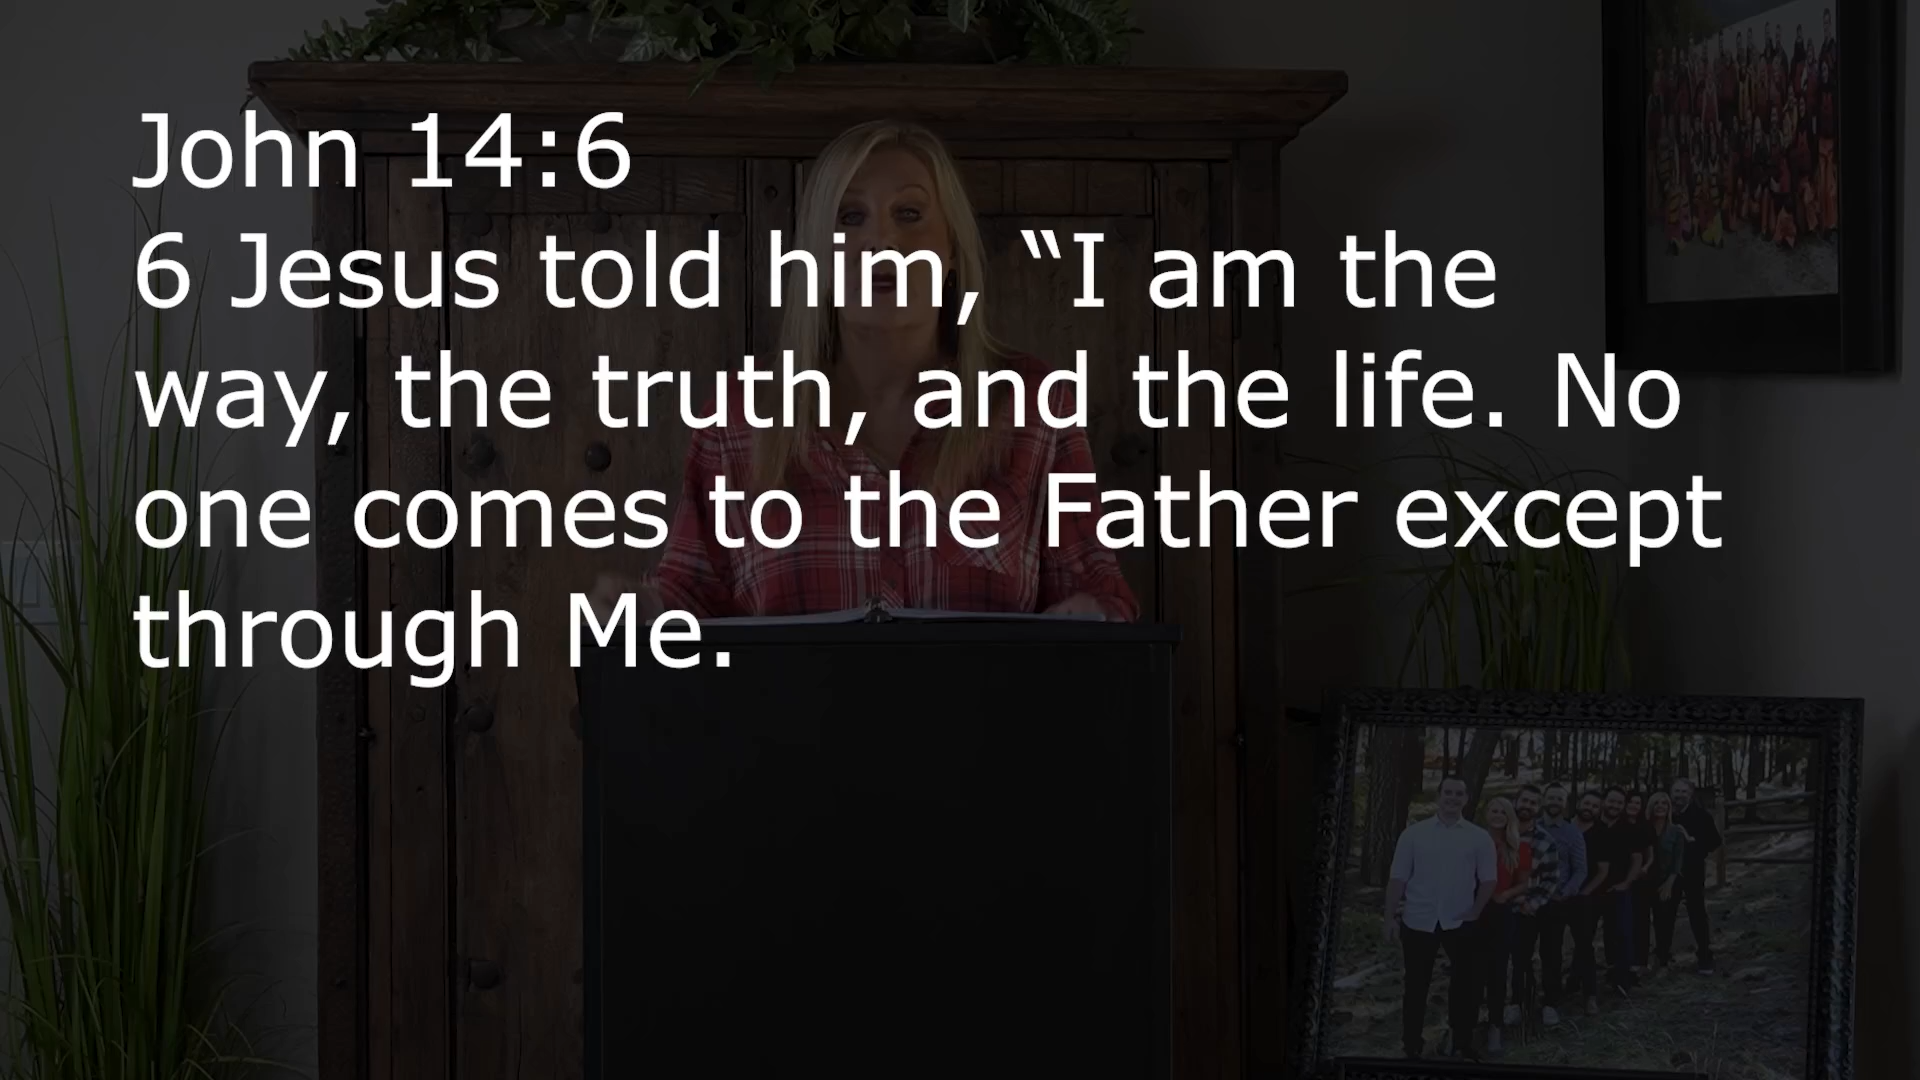 John 14:6
6 Jesus told him, “I am the
way, the truth, and the life. No
one comes to the Father except
through Me.